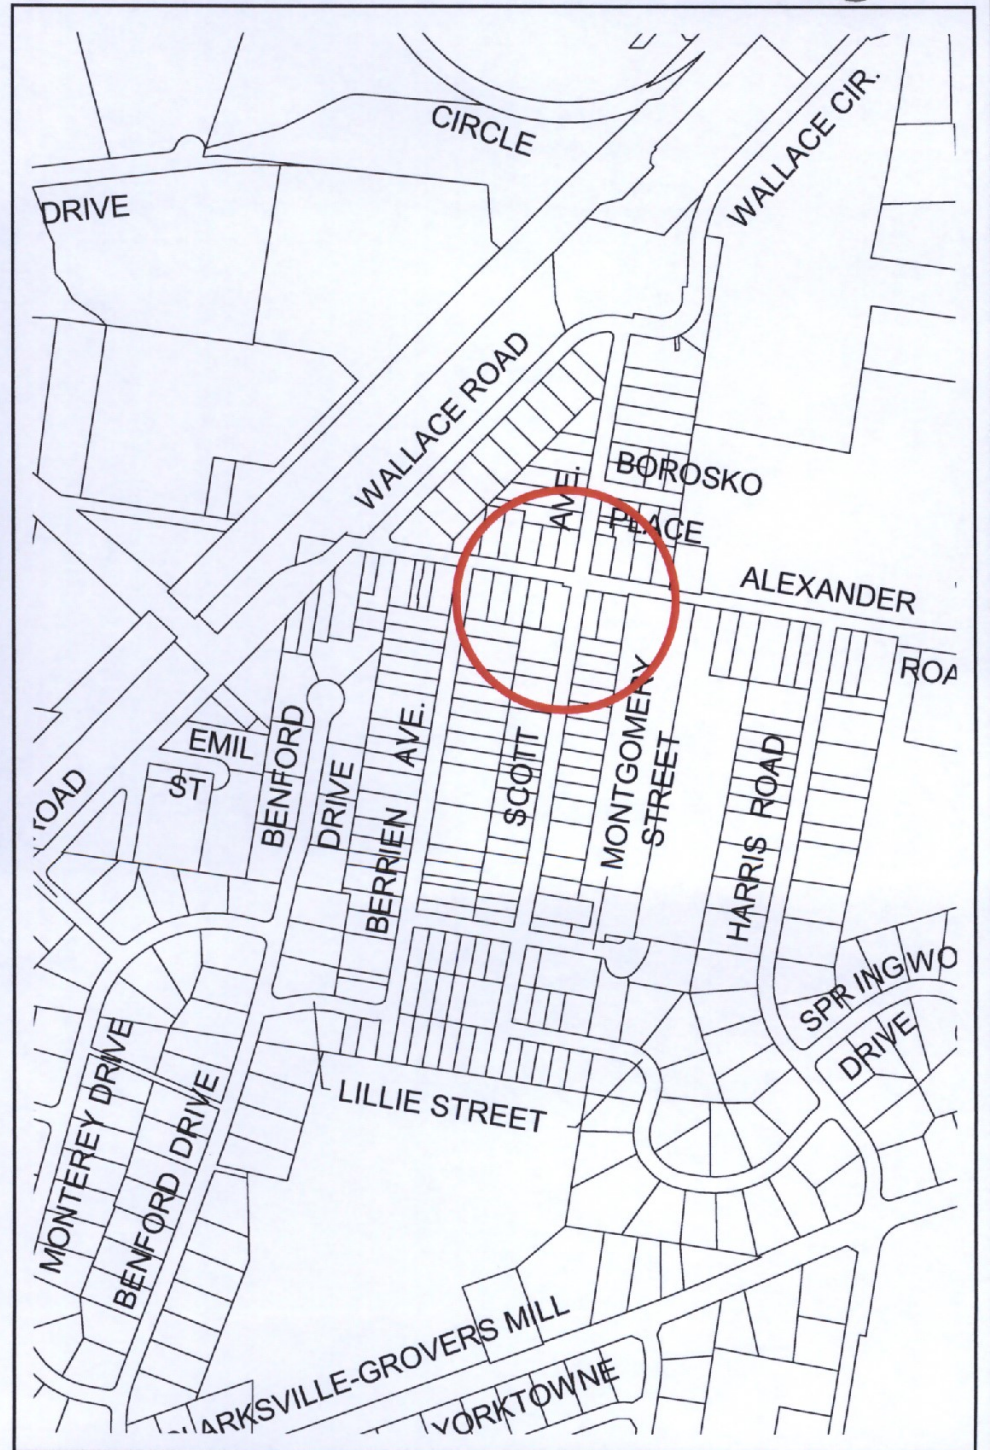 CIRCLE
WALLACE CIR.
DRIVE
WALLACE ROAD
BOROSKO
PLACE
AVE.
ALEXANDER
ROA
EMIL
ST
BENFORD
DRIVE
BERRIEN AVE.
SCOTT
MONTGOMERY
STREET
HARRIS ROAD
ROAD
SPRINGWO
DRIVE
LILLIE STREET
MONTEREY DRIVE
BENFORD DRIVE
CLARKSVILLE-GROVERS MILL
YORKTOWNE